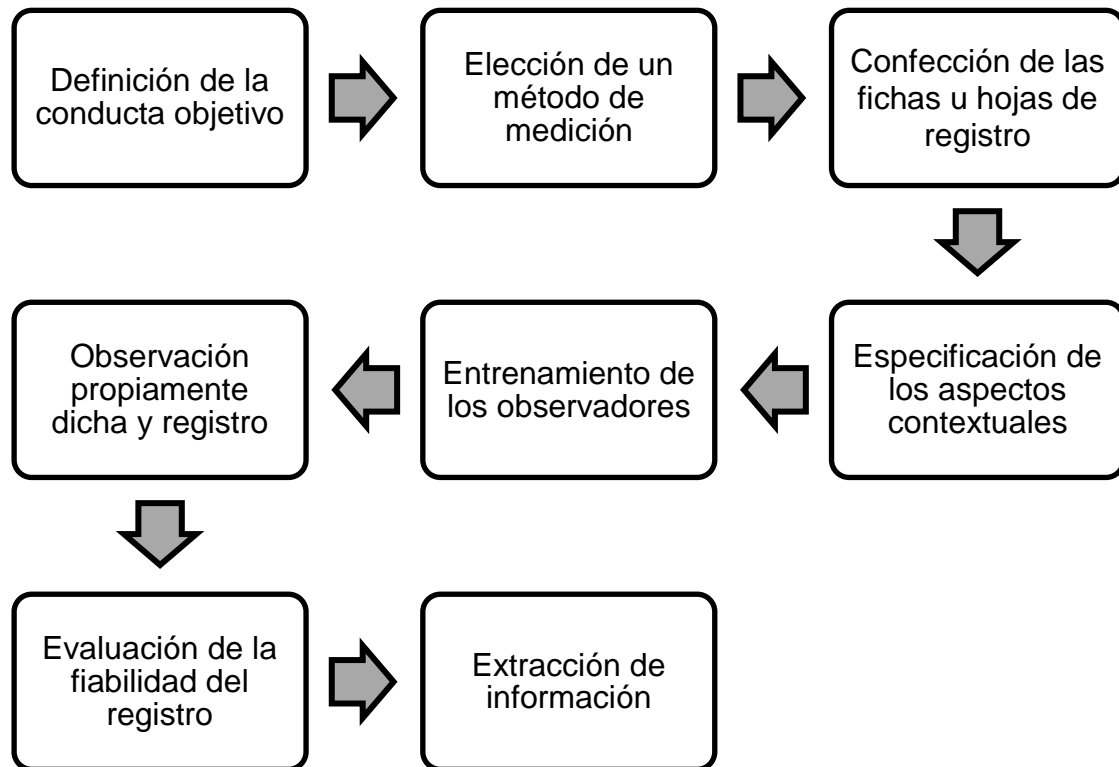 Definición de la
conducta objetivo
Elección de un
método de
medición
Confección de las
fichas u hojas de
registro
Especificación de
los aspectos
contextuales
Entrenamiento de
los observadores
Observación
propiamente
dicha y registro
Evaluación de la
fiabilidad del
registro
Extracción de
información